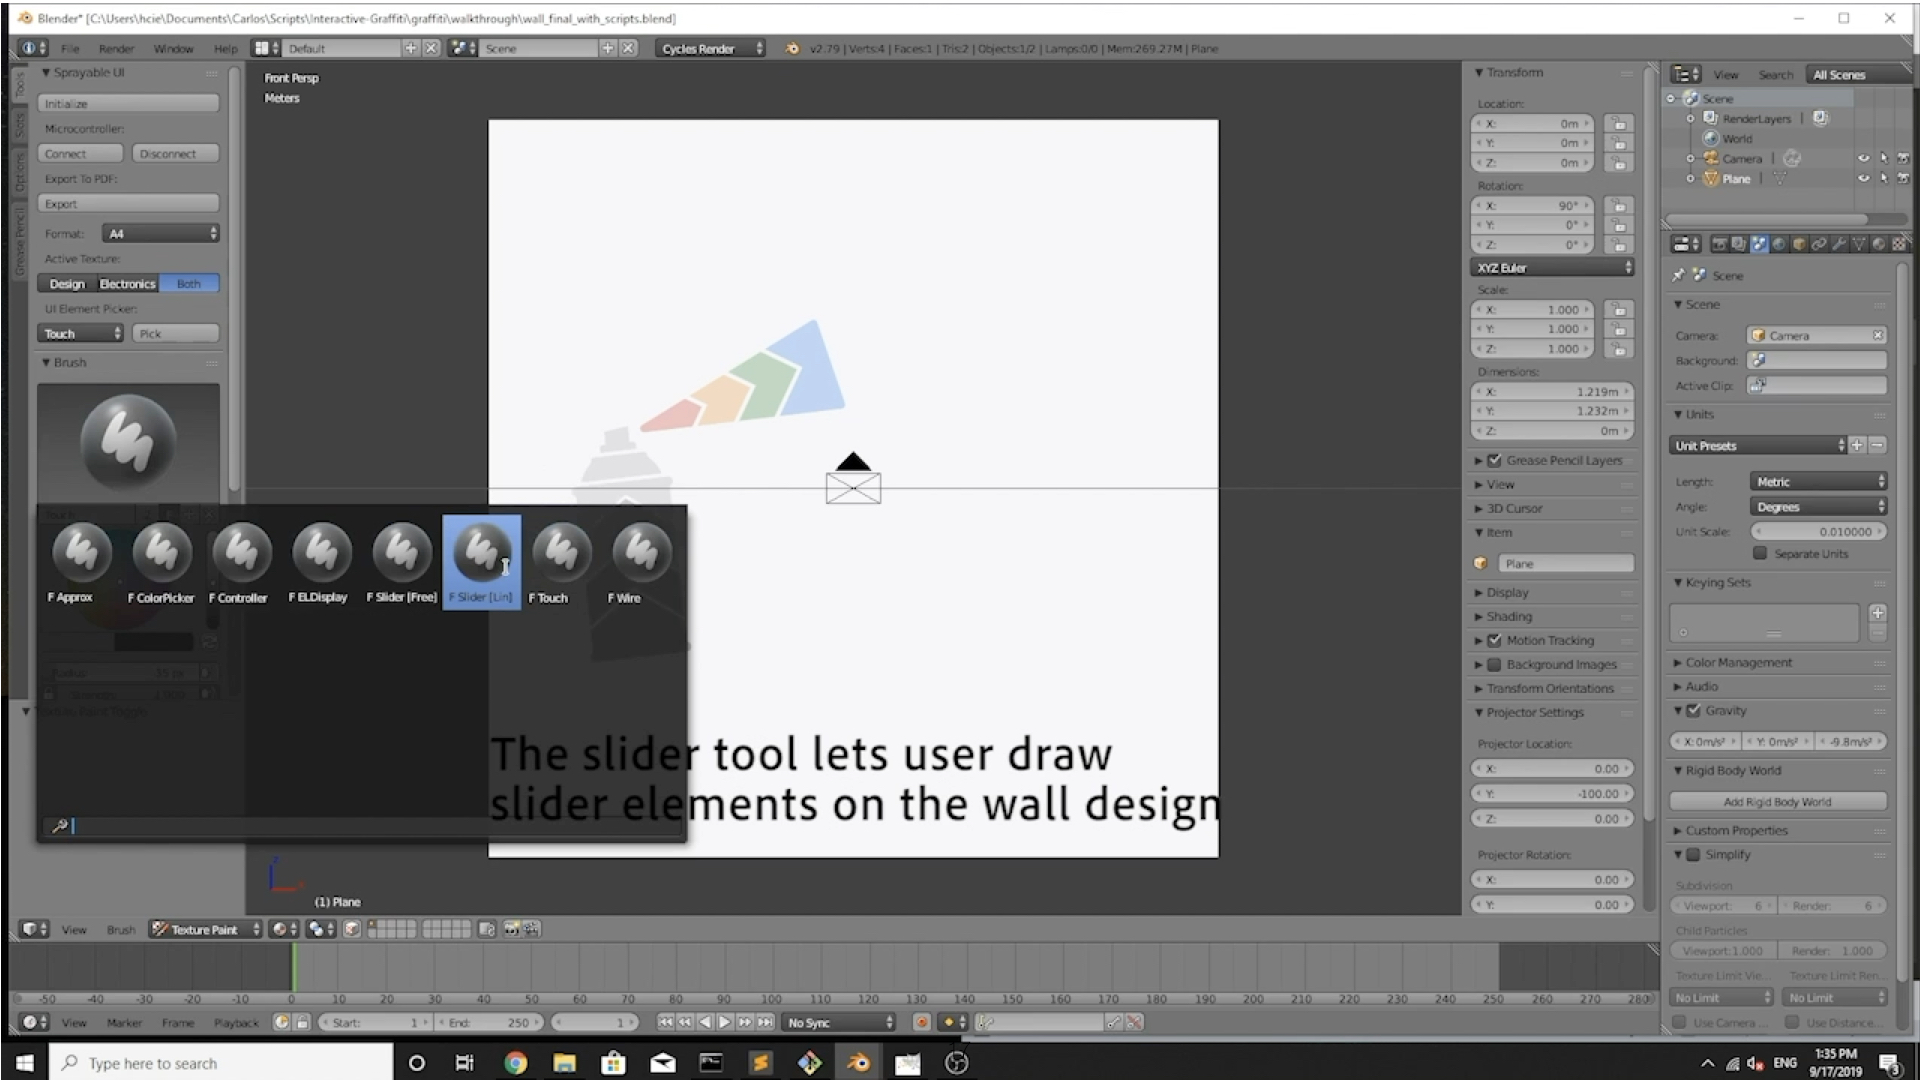 Blender* [C:\Users\hcie\Documents\Carlos\Scripts\Interactive-Graffiti\graffiti\walkthrough\wall_final_with_scripts.blend]
File Render Window Help Default Scene Cycles Render v2.79 | Verts:4 | Faces:1 | Tris:2 | Objects:1/2 | Lamps:0/0 | Mem:269.27M | Plane
Tools
Slots
Options
Grease Pencil
Sprayable UI
Initialize
Microcontroller:
Connect Disconnect
Export To PDF:
Export
Format: A4
Active Texture:
Design Electronics Both
UI Element Picker:
Touch Pick
Brush
Front Persp
Meters
F Approx F ColorPicker F Controller F ELDisplay F Slider [Free] F Slider [Lin] F Touch F Wire
Radius 35 px
The slider tool lets user draw
slider elements on the wall design
(1) Plane
Transform
Location:
X: 0m
Y: 0m
Z: 0m
Rotation:
X: 90°
Y: 0°
Z: 0°
XYZ Euler
Scale:
X: 1.000
Y: 1.000
Z: 1.000
Dimensions:
X: 1.219m
Y: 1.232m
Z: 0m
Grease Pencil Layers
View
3D Cursor
Item
Plane
Display
Shading
Motion Tracking
Background Images
Transform Orientations
Projector Settings
Projector Location:
X: 0.00
Y: -100.00
Z: 0.00
Projector Rotation:
X: 0.00
Y: 0.00
View Search All Scenes
Scene
RenderLayers
World
Camera
Plane
Scene
Scene
Camera: Camera
Background:
Active Clip:
Units
Unit Presets
Length: Metric
Angle: Degrees
Unit Scale: 0.010000
Separate Units
Keying Sets
Color Management
Audio
Gravity
X: 0m/s² Y: 0m/s² -9.8m/s²
Rigid Body World
Add Rigid Body World
Custom Properties
Simplify
Subdivision
Viewport: 6 Render: 6
Child Particles
Viewport:1.000 Render: 1.000
Texture Limit Vie... Texture Limit Ren...
No Limit No Limit
Use Camera ... Use Distance...
View Brush Texture Paint
-50 -40 -30 -20 -10 0 10 20 30 40 50 60 70 80 90 100 110 120 130 140 150 160 170 180 190 200 210 220 230 240 250 260 270 280
View Marker Frame Playback Start: 1 End: 250 1 No Sync
Type here to search
ENG
1:35 PM
9/17/2019
3